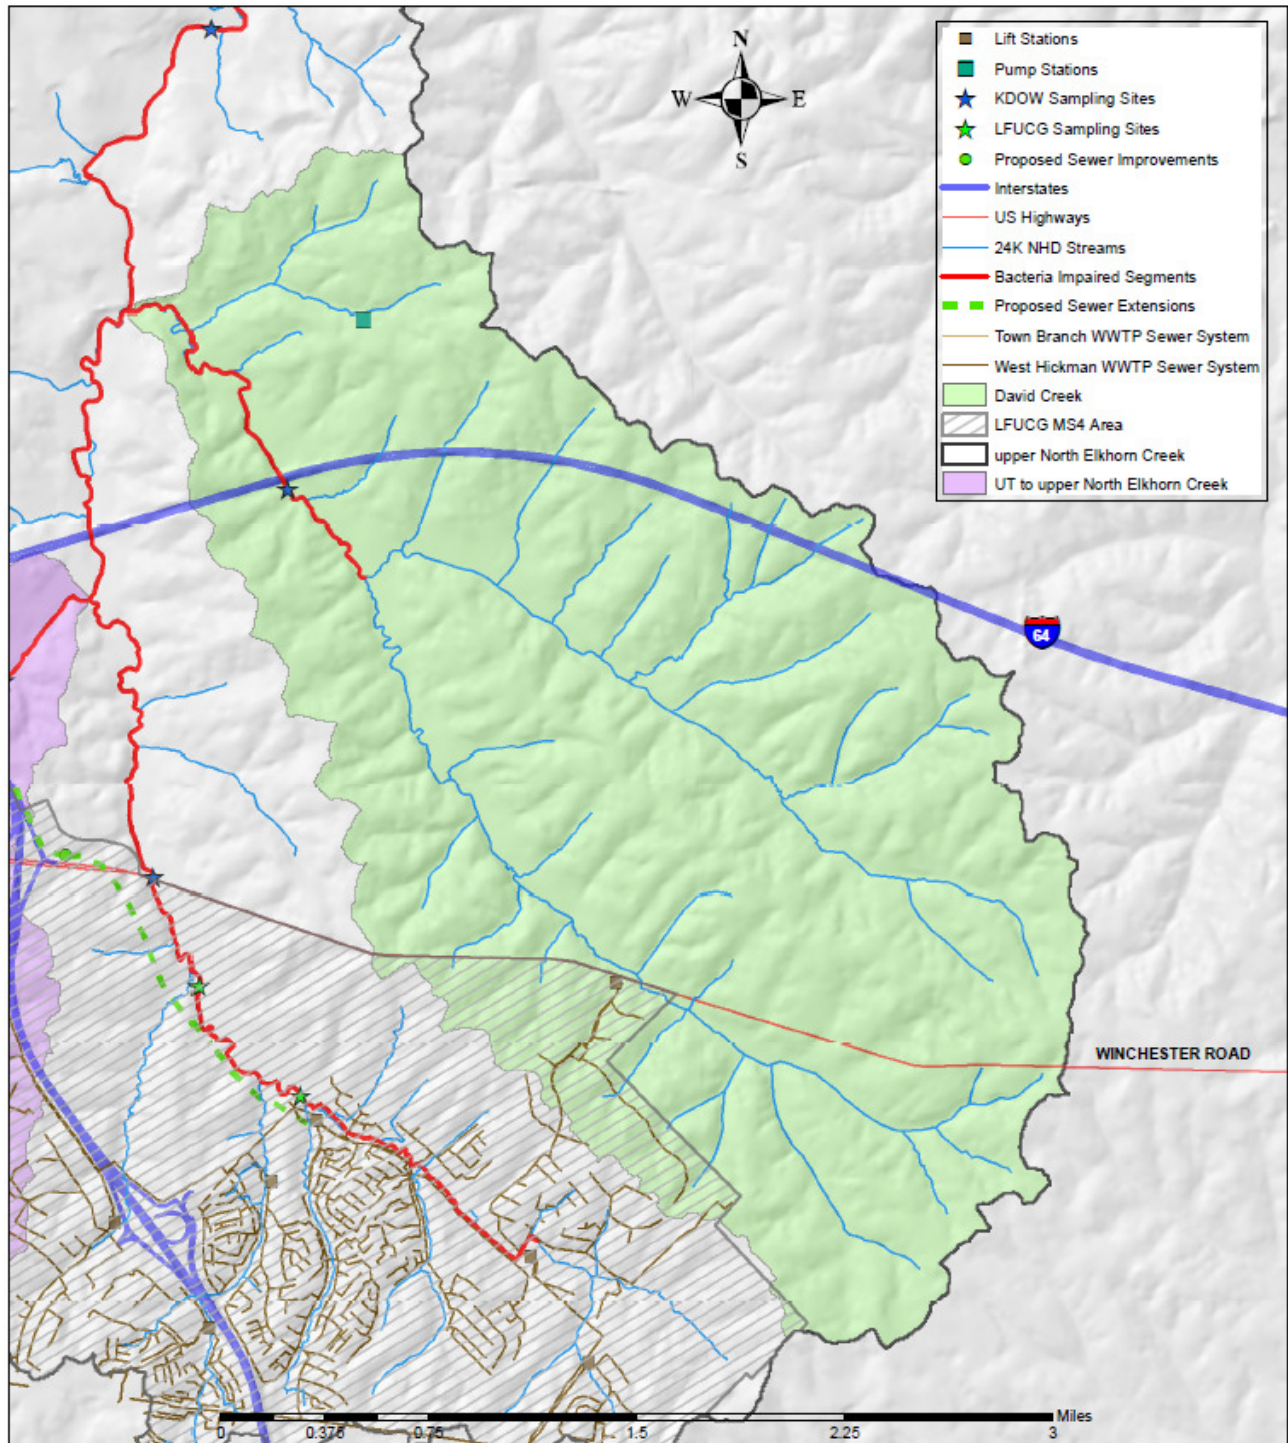 N
W E
S
Lift Stations
Pump Stations
KDOW Sampling Sites
LFUCG Sampling Sites
Proposed Sewer Improvements
Interstates
US Highways
24K NHD Streams
Bacteria Impaired Segments
Proposed Sewer Extensions
Town Branch WWTP Sewer System
West Hickman WWTP Sewer System
David Creek
LFUCG MS4 Area
upper North Elkhorn Creek
UT to upper North Elkhorn Creek
64
WINCHESTER ROAD
Miles
0 0.375 0.75 1.5 2.25 3